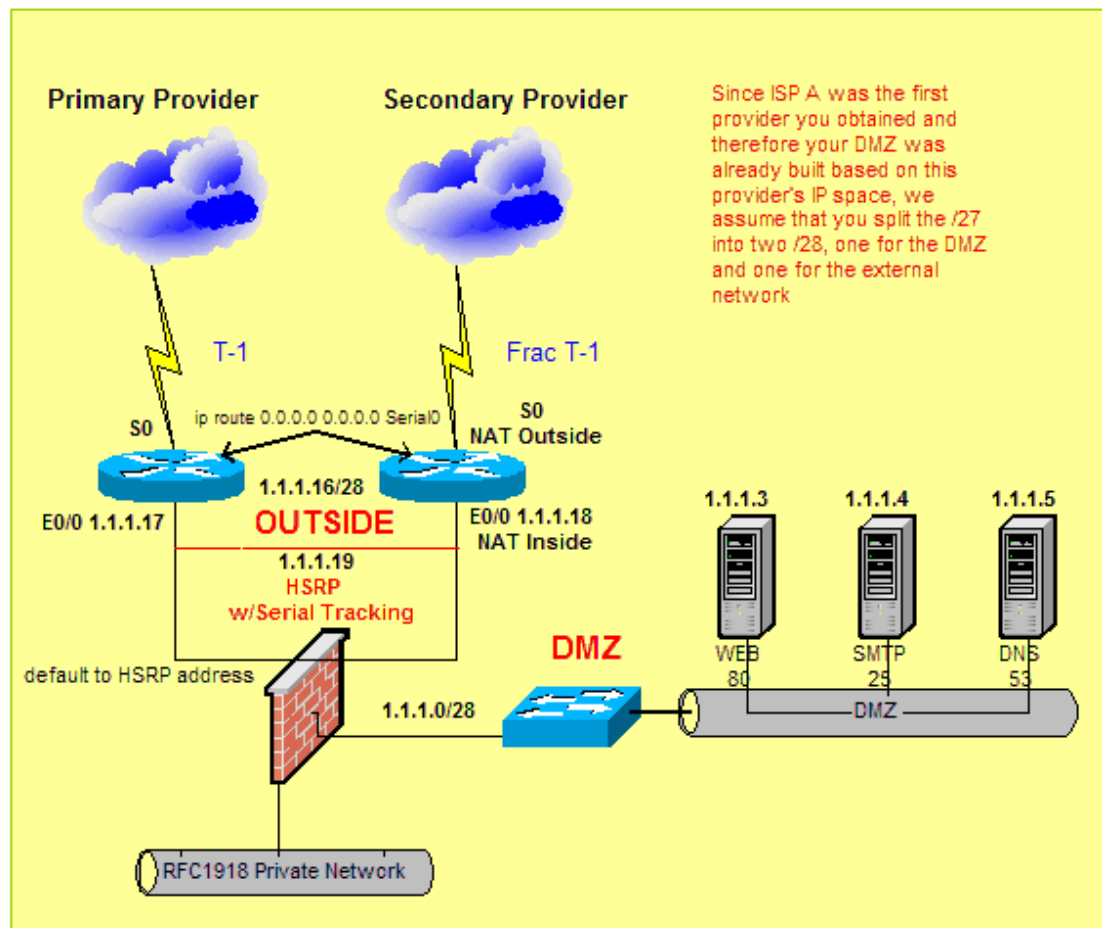 Primary Provider
Secondary Provider
Since ISP A was the first
provider you obtained and
therefore your DMZ was
already built based on this
provider's IP space, we
assume that you split the /27
into two /28, one for the DMZ
and one for the external
network
T-1
Frac T-1
S0
ip route 0.0.0.0 0.0.0.0 Serial0
S0
NAT Outside
1.1.1.16/28
OUTSIDE
E0/0 1.1.1.17
E0/0 1.1.1.18
NAT Inside
1.1.1.19
HSRP
w/Serial Tracking
default to HSRP address
1.1.1.0/28
DMZ
1.1.1.3
1.1.1.4
1.1.1.5
WEB
80
SMTP
25
DNS
53
DMZ
RFC1918 Private Network